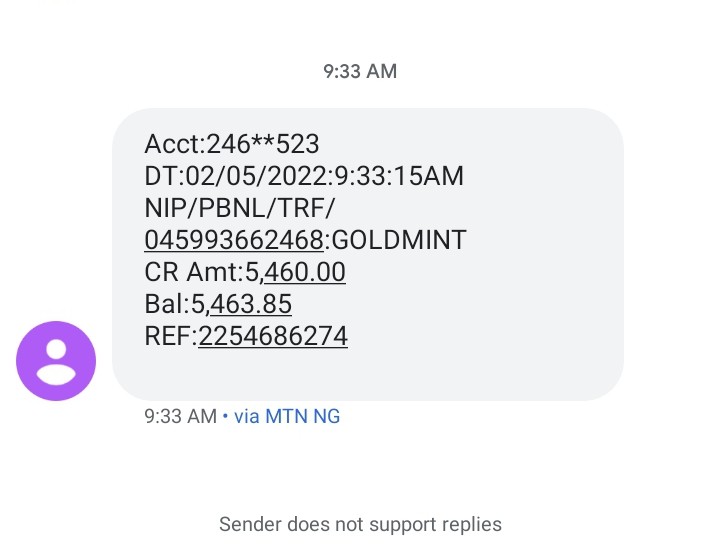 9:33 AM
Acct:246**523
DT:02/05/2022:9:33:15AM
NIP/PBNL/TRF/
045993662468:GOLDMINT
CR Amt:5,460.00
Bal:5,463.85
REF:2254686274
9:33 AM • via MTN NG
Sender does not support replies